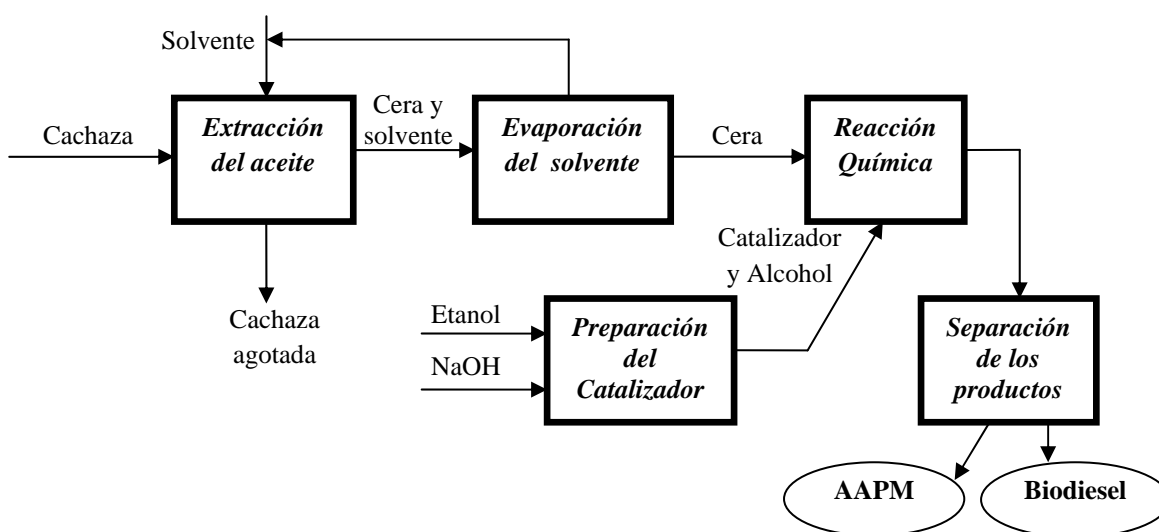 Solvente
Cachaza
Extracción
del aceite
Cera y
solvente
Evaporación
del solvente
Cera
Reacción
Química
Cachaza
agotada
Catalizador
y Alcohol
Etanol
NaOH
Preparación
del
Catalizador
Separación
de los
productos
AAPM
Biodiesel